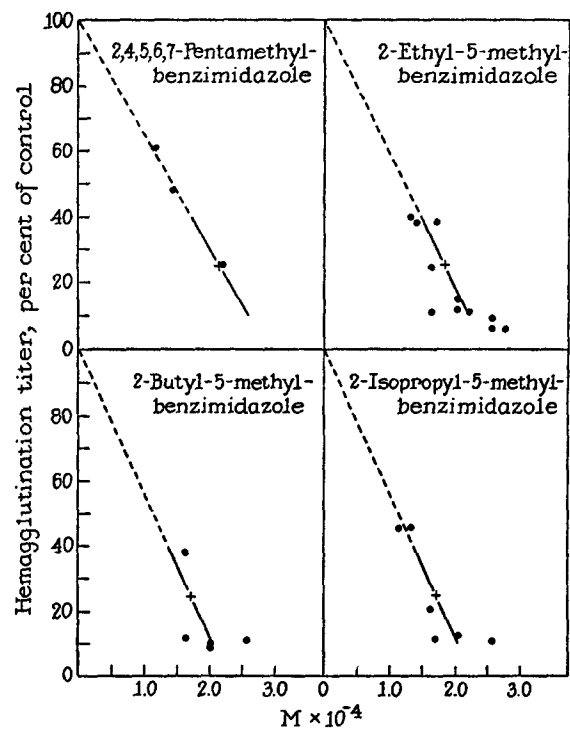 Hemagglutination titer, per cent of control
100
80
60
40
20
0
2,4,5,6,7-Pentamethyl-
benzimidazole
2-Ethyl-5-methyl-
benzimidazole
80
60
40
20
0
2-Butyl-5-methyl-
benzimidazole
2-Isopropyl-5-methyl-
benzimidazole
1.0 2.0 3.0 0 1.0 2.0 3.0
M × 10⁻⁴